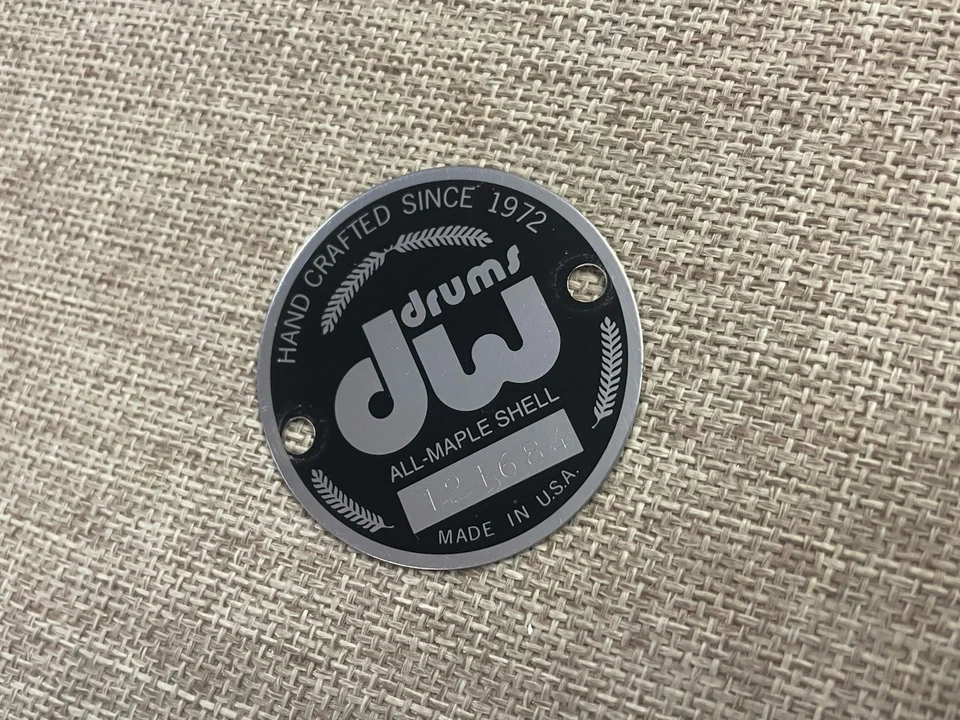 HAND CRAFTED SINCE 1972
drums
dw
ALL-MAPLE SHELL
121684
MADE IN U.S.A.